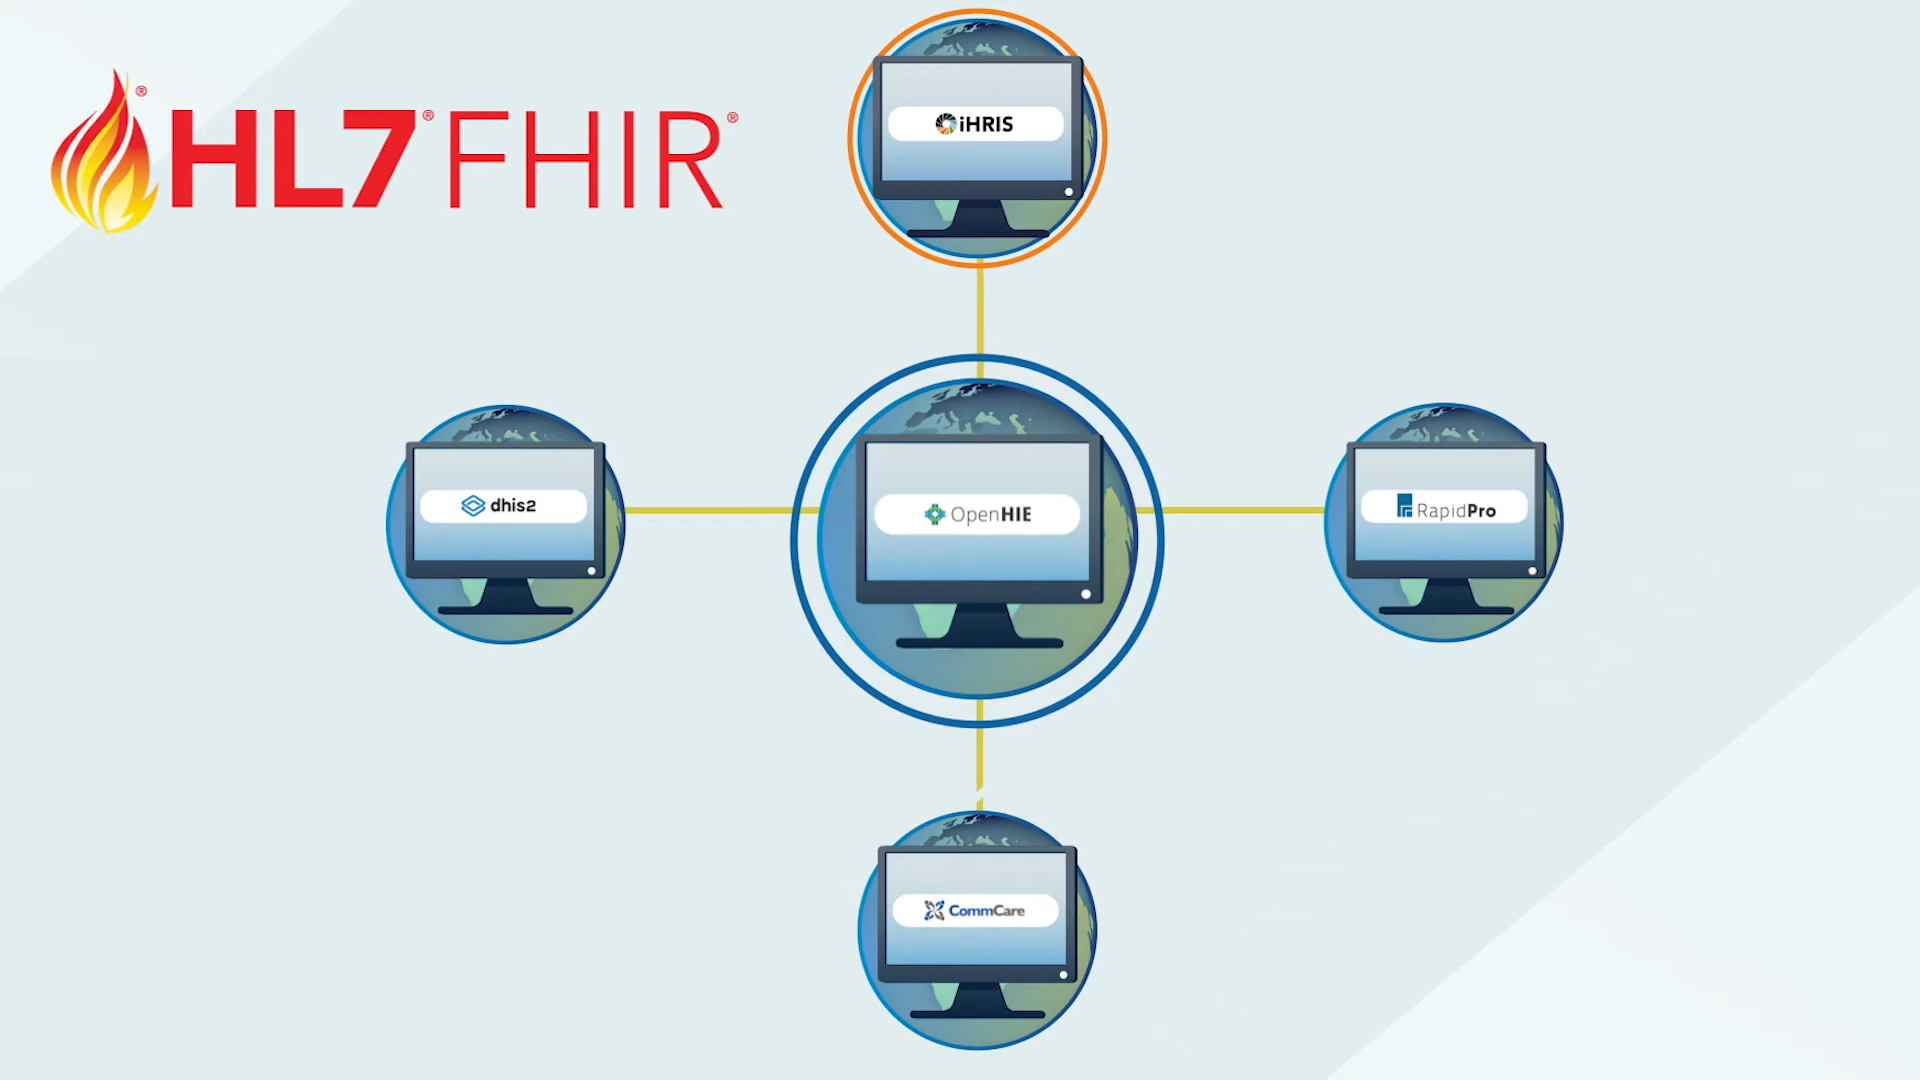 HL7® FHIR®
iHRIS
dhis2
OpenHIE
RapidPro
CommCare